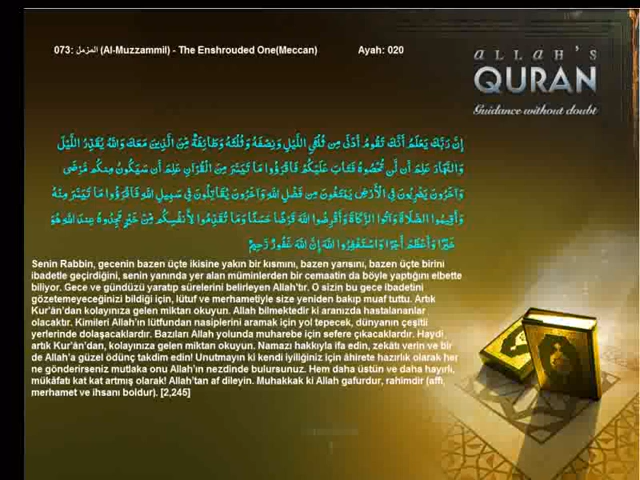 073: المزمل (Al-Muzzammil) - The Enshrouded One(Meccan) Ayah: 020
ALLAH'S
QURAN
Guidance without doubt
إِنَّ رَبَّكَ يَعْلَمُ أَنَّكَ تَقُومُ أَدْنَىٰ مِن ثُلُثَيِ اللَّيْلِ وَنِصْفَهُ وَثُلُثَهُ وَطَائِفَةٌ مِّنَ الَّذِينَ مَعَكَ وَاللَّهُ يُقَدِّرُ اللَّيْلَ
وَالنَّهَارَ عَلِمَ أَن لَّن تُحْصُوهُ فَتَابَ عَلَيْكُمْ فَاقْرَؤُوا مَا تَيَسَّرَ مِنَ الْقُرْآنِ عَلِمَ أَن سَيَكُونُ مِنكُم مَّرْضَى
وَآخَرُونَ يَضْرِبُونَ فِي الْأَرْضِ يَبْتَغُونَ مِن فَضْلِ اللَّهِ وَآخَرُونَ يُقَاتِلُونَ فِي سَبِيلِ اللَّهِ فَاقْرَؤُوا مَا تَيَسَّرَ مِنْهُ
وَأَقِيمُوا الصَّلَاةَ وَآتُوا الزَّكَاةَ وَأَقْرِضُوا اللَّهَ قَرْضًا حَسَنًا وَمَا تُقَدِّمُوا لِأَنفُسِكُم مِّنْ خَيْرٍ تَجِدُوهُ عِندَ اللَّهِ هُوَ
خَيْرًا وَأَعْظَمَ أَجْرًا وَاسْتَغْفِرُوا اللَّهَ إِنَّ اللَّهَ غَفُورٌ رَّحِيمٌ
Senin Rabbin, gecenin bazen üçte ikisine yakın bir kısmını, bazen yarısını, bazen üçte birini
ibadetle geçirdiğini, senin yanında yer alan müminlerden bir cemaatin da böyle yaptığını elbette
biliyor. Gece ve gündüzü yaratıp sürelerini belirleyen Allah'tır. O sizin bu gece ibadetini
gözetemeyeceğinizi bildiği için, lütuf ve merhametiyle size yeniden bakıp muaf tuttu. Artık
Kur'ân'dan kolayınıza gelen miktarı okuyun. Allah bilmektedir ki aranızda hastalananlar
olacaktır. Kimileri Allah'ın lütfundan nasiplerini aramak için yol tepecek, dünyanın çeşitli
yerlerinde dolaşacaklardır. Bazıları Allah yolunda muharebe için sefere çıkacaklardır. Haydi
artık Kur'ân'dan, kolayınıza gelen miktarı okuyun. Namazı hakkıyla ifa edin, zekâtı verin ve bir
de Allah'a güzel ödünç takdim edin! Unutmayın ki kendi iyiliğiniz için âhirete hazırlık olarak her
ne gönderirseniz mutlaka onu Allah'ın nezdinde bulursunuz. Hem daha üstün ve daha hayırlı,
mükâfatı kat kat artmış olarak! Allah'tan af dileyin. Muhakkak ki Allah gafurdur, rahîmdir (affı,
merhamet ve ihsanı boldur). [2,245]